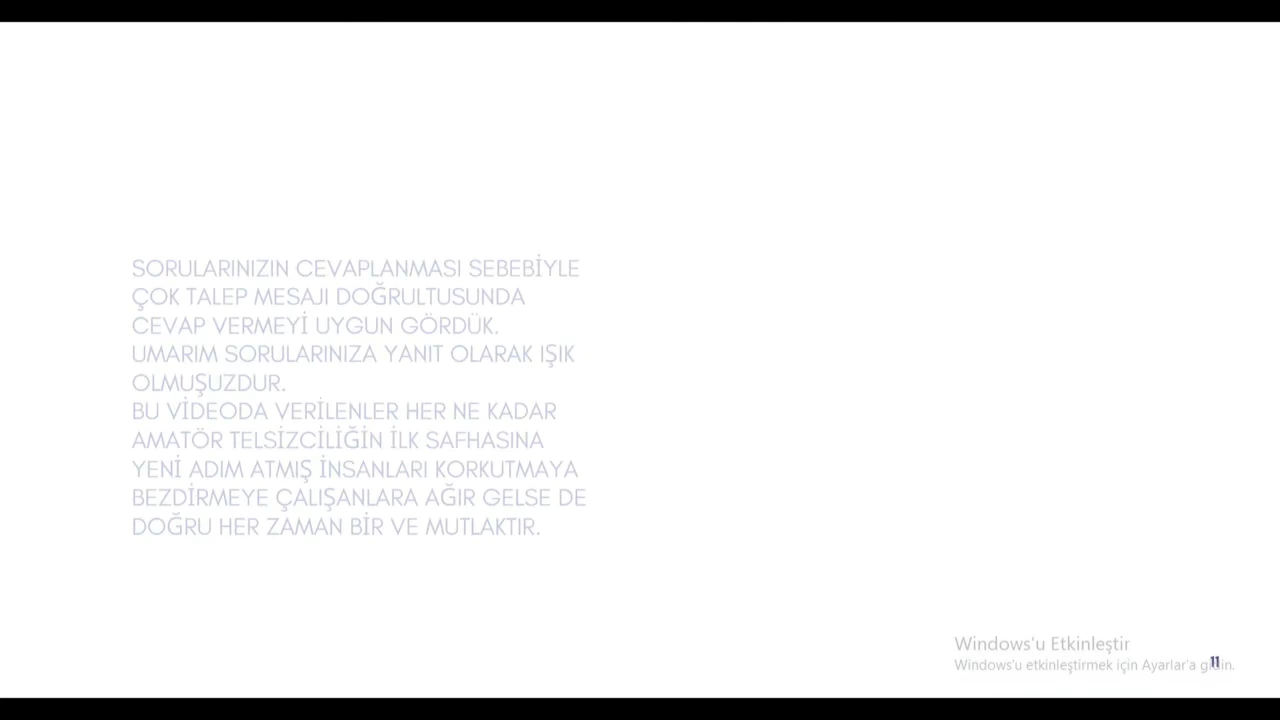 SORULARINIZIN CEVAPLANMASI SEBEBİYLE
ÇOK TALEP MESAJI DOĞRULTUSUNDA
CEVAP VERMEYİ UYGUN GÖRDÜK.
UMARIM SORULARINIZA YANIT OLARAK IŞIK
OLMUŞUZDUR.
BU VİDEODA VERİLENLER HER NE KADAR
AMATÖR TELSİZCİLİĞİN İLK SAFHASINA
YENİ ADIM ATMIŞ İNSANLARI KORKUTMAYA
BEZDİRMEYE ÇALIŞANLARA AĞIR GELSE DE
DOĞRU HER ZAMAN BİR VE MUTLAKTIR.
Windows'u Etkinleştir
Windows'u etkinleştirmek için Ayarlar'a gidin.
11